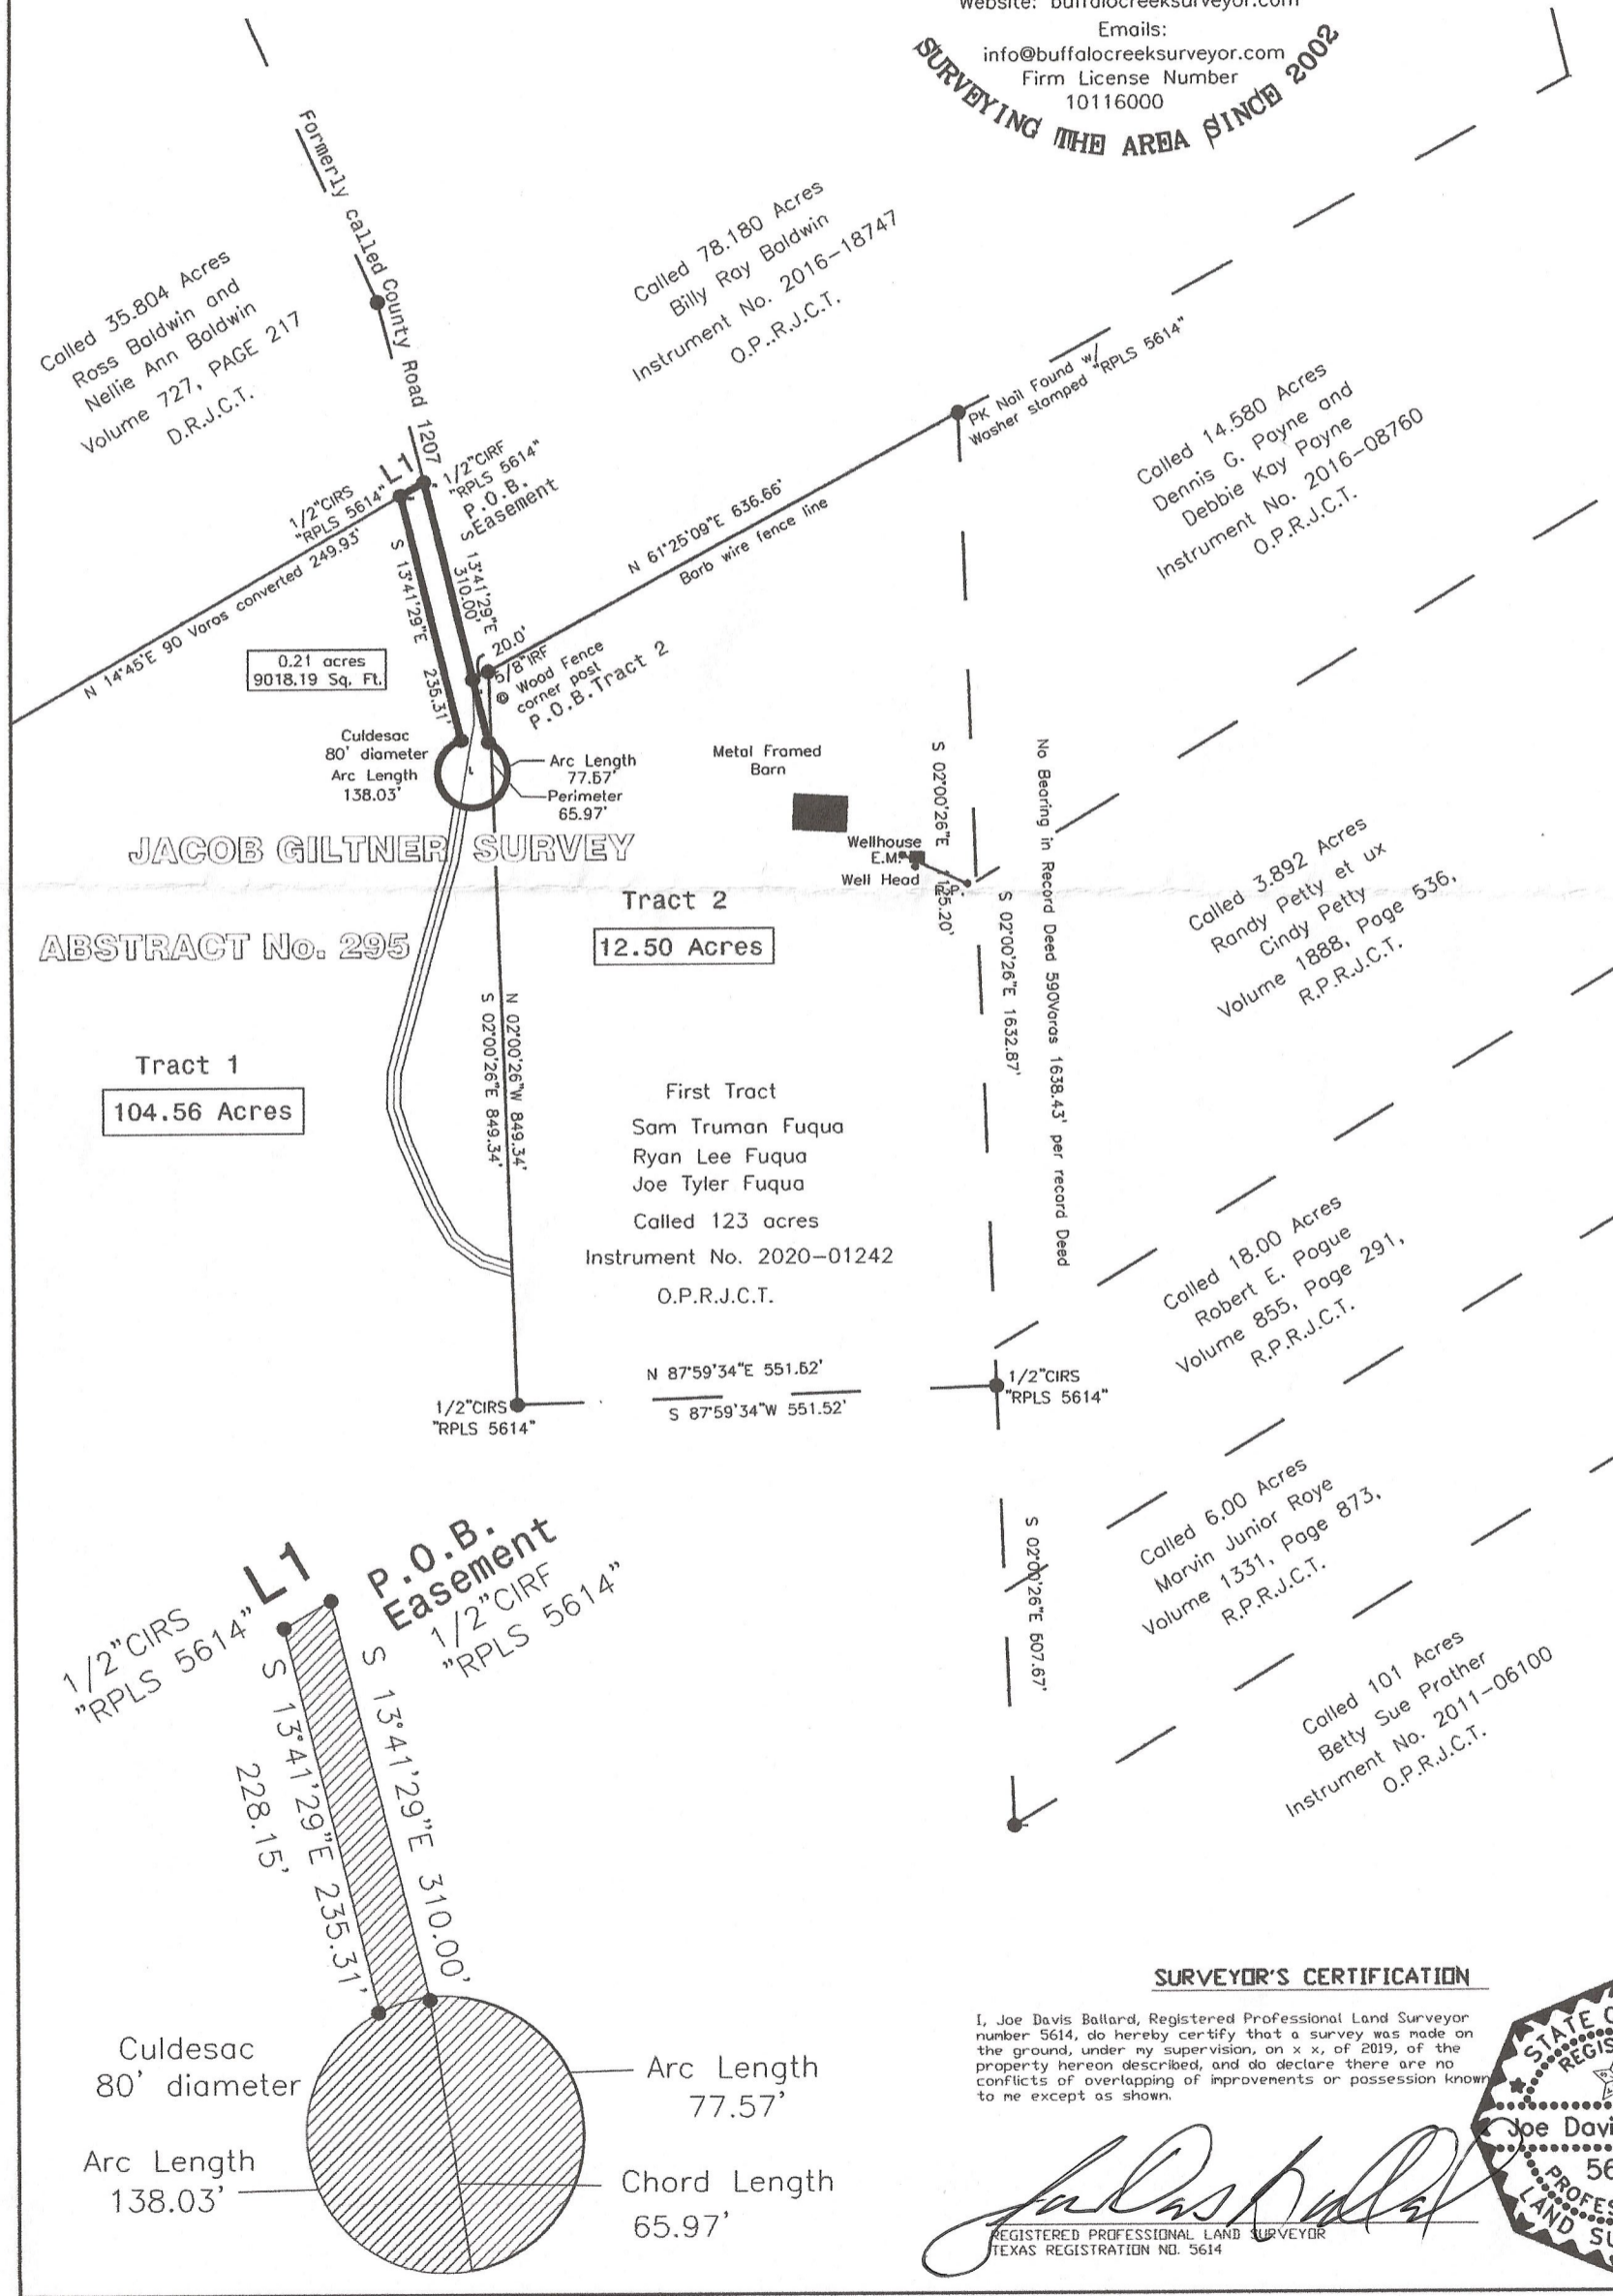 Website: buffalocreeksurveyor.com
Emails:
info@buffalocreeksurveyor.com
Firm License Number
10116000
SURVEYING THE AREA SINCE 2002
Formerly called County Road 1207
Called 35.804 Acres
Ross Baldwin and
Nellie Ann Baldwin
Volume 727, PAGE 217
D.R.J.C.T.
Called 78.180 Acres
Billy Ray Baldwin
Instrument No. 2016-18747
O.P..R.J.C.T.
PK Nail Found w/
Washer stamped "RPLS 5614"
Called 14.580 Acres
Dennis G. Payne and
Debbie Kay Payne
Instrument No. 2016-08760
O.P.R.J.C.T.
L1
1/2"CIRS
"RPLS 5614"
1/2"CIRF
"RPLS 5614"
P.O.B.
Easement
N 14°45'E 90 Varas converted 249.93'
S 13°41'29"E 235.31'
S 13°41'29"E
310.00'
N 61°25'09"E 636.66'
Barb wire fence line
20.0'
5/8"IRF
@ Wood Fence
corner post
P.O.B.Tract 2
0.21 acres
9018.19 Sq. Ft.
Culdesac
80' diameter
Arc Length
138.03'
Arc Length
77.57'
Perimeter
65.97'
Metal Framed
Barn
Wellhouse
E.M.
Well Head
S 02°00'26"E 125.20'
P.P.
No Bearing in Record Deed 590Varas 1638.43' per record Deed
S 02°00'26"E 1632.87'
Called 3.892 Acres
Randy Petty et ux
Cindy Petty
Volume 1888, Page 536,
R.P.R.J.C.T.
JACOB GILTNER SURVEY
ABSTRACT No. 295
Tract 2
12.50 Acres
Tract 1
104.56 Acres
N 02°00'26"W 849.34'
S 02°00'26"E 849.34'
First Tract
Sam Truman Fuqua
Ryan Lee Fuqua
Joe Tyler Fuqua
Called 123 acres
Instrument No. 2020-01242
O.P.R.J.C.T.
Called 18.00 Acres
Robert E. Pogue
Volume 855, Page 291,
R.P.R.J.C.T.
N 87°59'34"E 551.52'
S 87°59'34"W 551.52'
1/2"CIRS
"RPLS 5614"
1/2"CIRS
"RPLS 5614"
S 02°00'26"E 507.67'
Called 6.00 Acres
Marvin Junior Roye
Volume 1331, Page 873,
R.P.R.J.C.T.
Called 101 Acres
Betty Sue Prather
Instrument No. 2011-06100
O.P.R.J.C.T.
L1
1/2"CIRS
"RPLS 5614"
P.O.B.
Easement
1/2"CIRF
"RPLS 5614"
S 13°41'29"E 235.31'
228.15'
S 13°41'29"E 310.00'
Culdesac
80' diameter
Arc Length
138.03'
Arc Length
77.57'
Chord Length
65.97'
SURVEYOR'S CERTIFICATION
I, Joe Davis Ballard, Registered Professional Land Surveyor
number 5614, do hereby certify that a survey was made on
the ground, under my supervision, on x x, of 2019, of the
property hereon described, and do declare there are no
conflicts of overlapping of improvements or possession known
to me except as shown.
REGISTERED PROFESSIONAL LAND SURVEYOR
TEXAS REGISTRATION NO. 5614
STATE O
REGIS
Joe Davi
56
PROFES
LAND SU